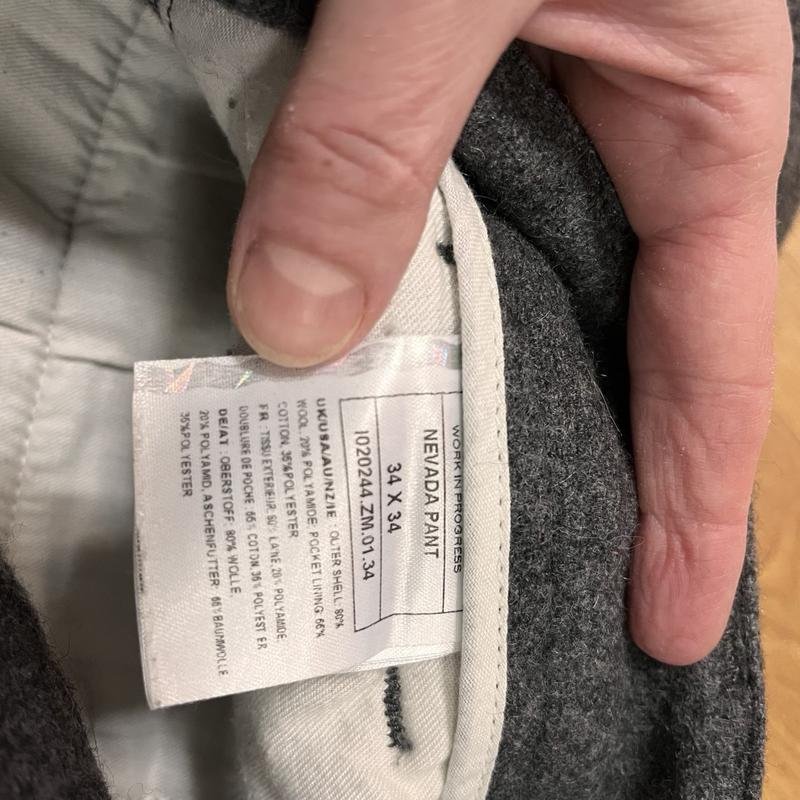 WORK IN PROGRESS
NEVADA PANT
34 X 34
I020244.ZM.01.34
UK/USA/AU/NZ/IE : OUTER SHELL: 80%
WOOL, 20% POLYAMIDE; POCKET LINING: 65%
COTTON, 35%POLYESTER
FR : TISSU EXTERIEUR: 80% LAINE, 20% POLYAMIDE;
DOUBLURE DE POCHE: 65% COTON, 35% POLYESTER
DE/AT : OBERSTOFF: 80% WOLLE,
20% POLYAMID; ASCHENFUTTER: 65%BAUMWOLLE
35%POLYESTER